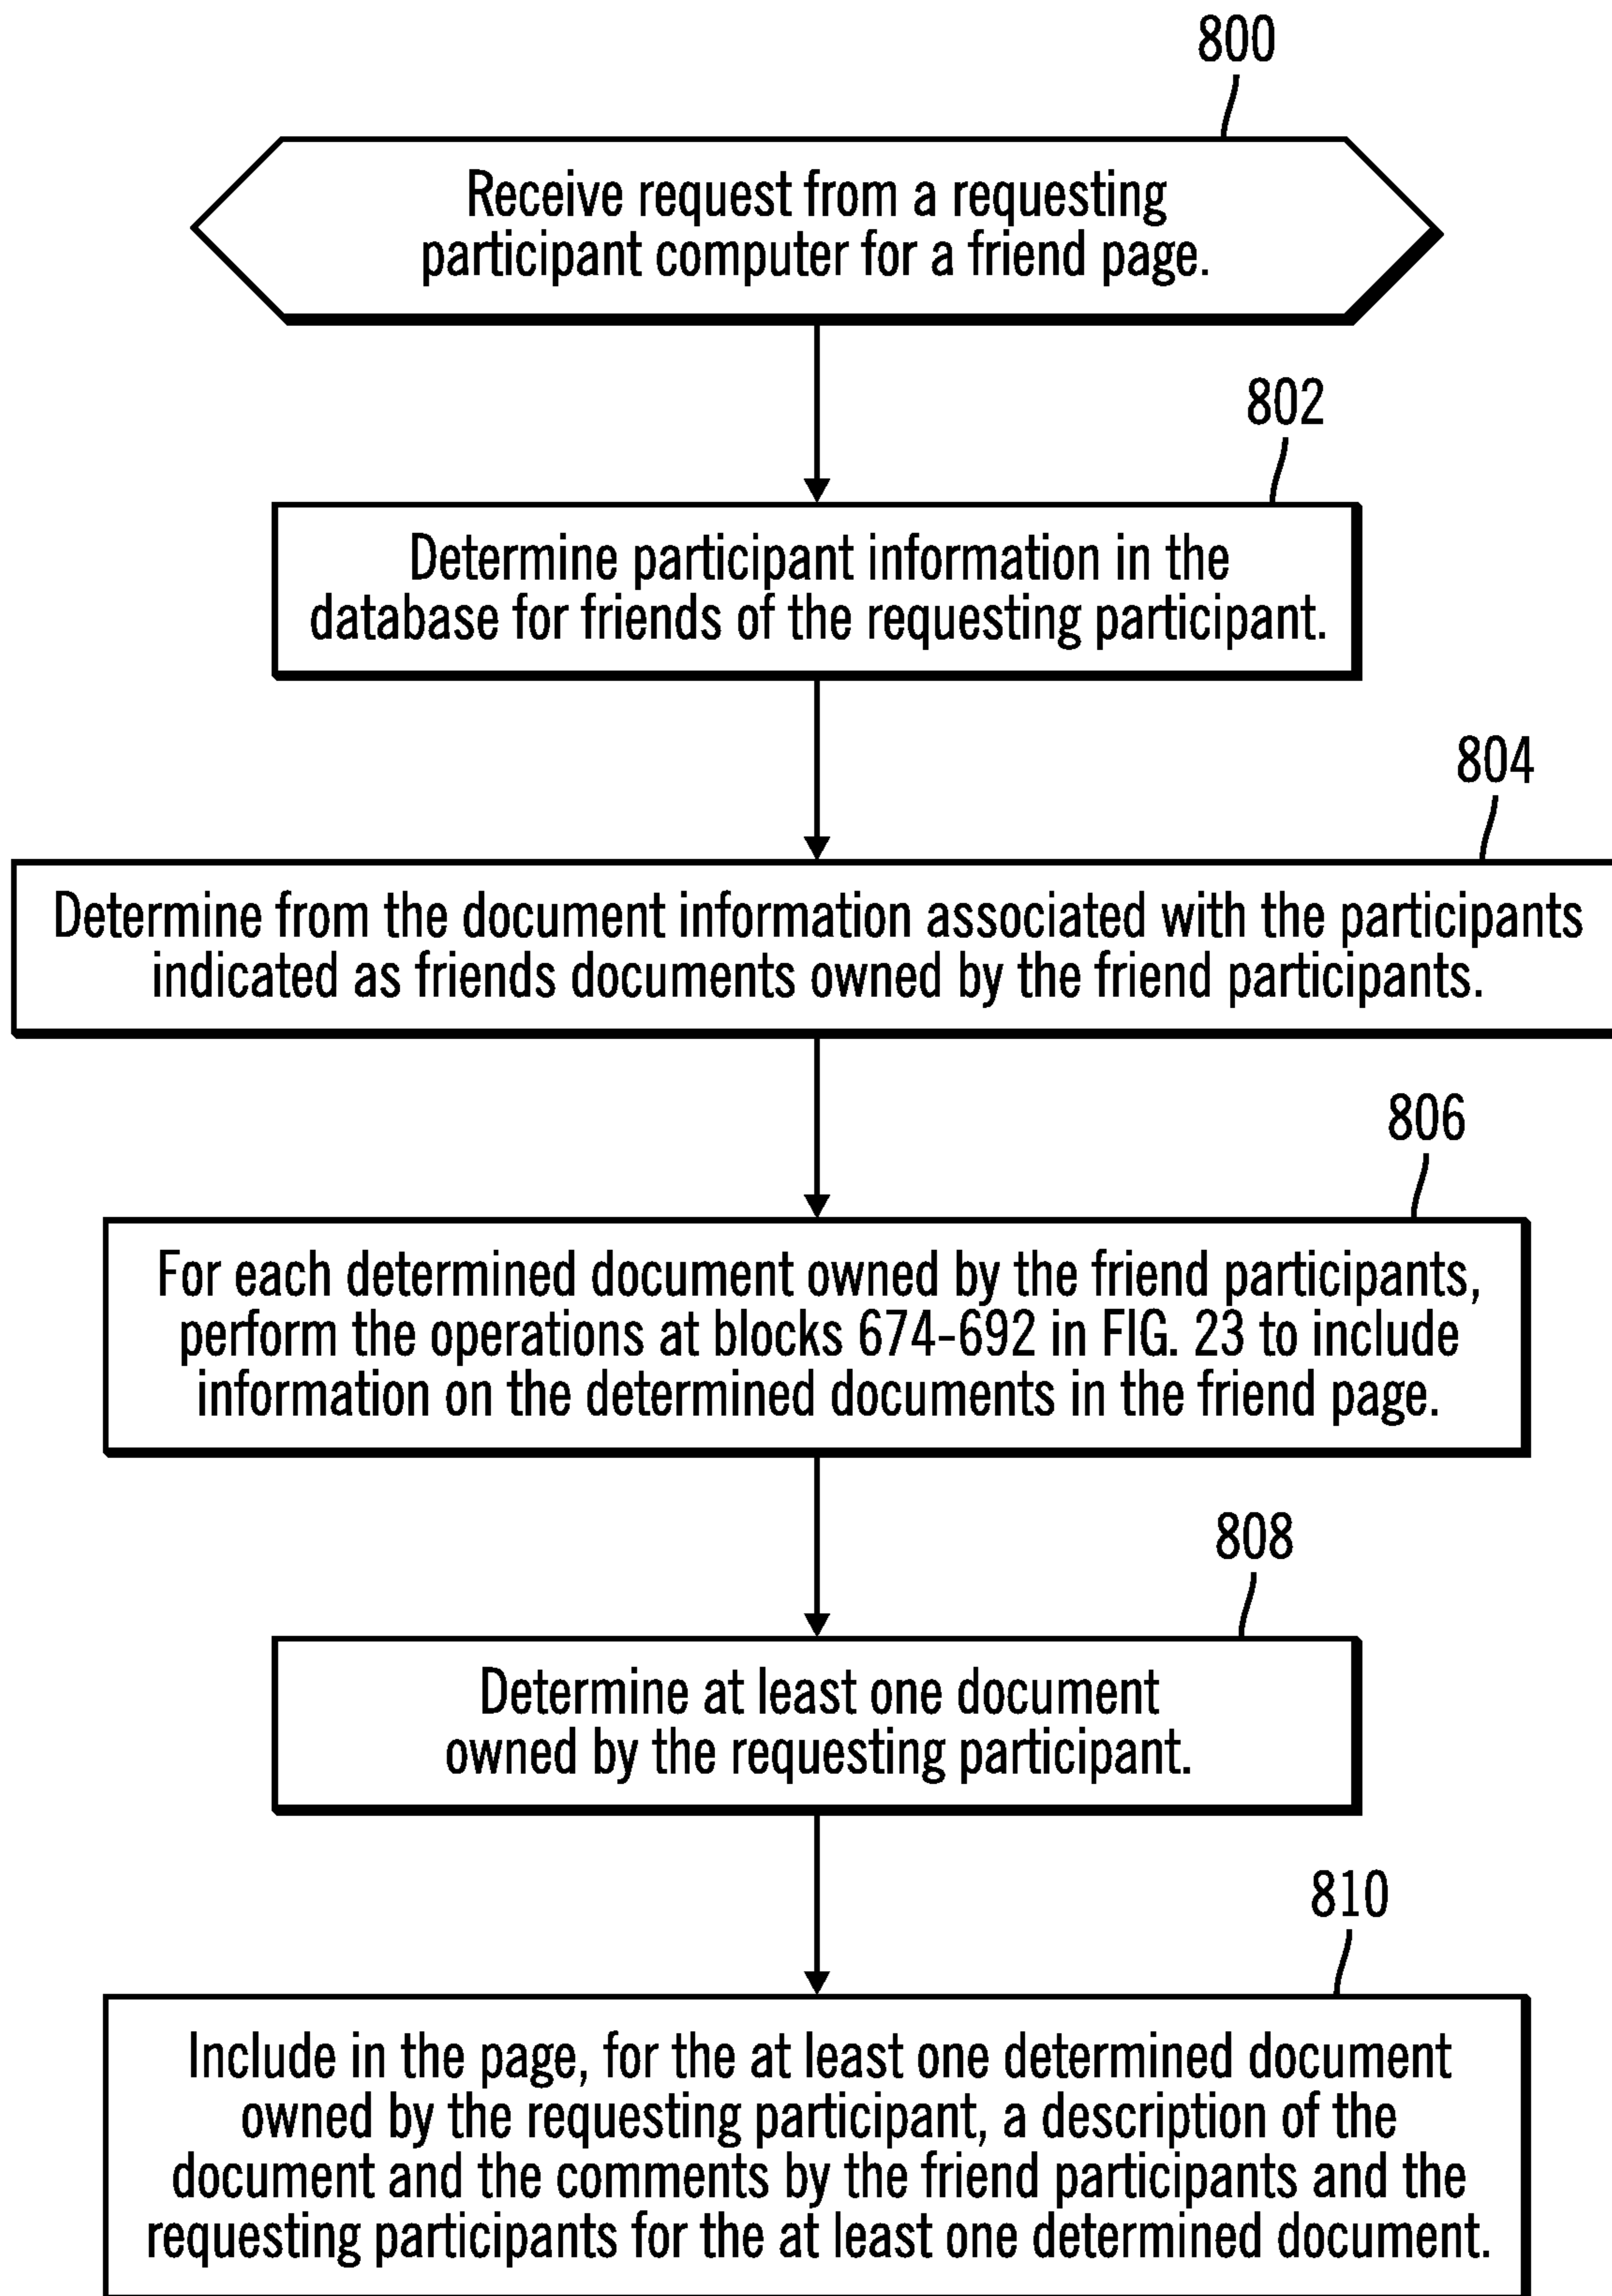 800
Receive request from a requesting
participant computer for a friend page.
802
Determine participant information in the
database for friends of the requesting participant.
804
Determine from the document information associated with the participants
indicated as friends documents owned by the friend participants.
806
For each determined document owned by the friend participants,
perform the operations at blocks 674-692 in FIG. 23 to include
information on the determined documents in the friend page.
808
Determine at least one document
owned by the requesting participant.
810
Include in the page, for the at least one determined document
owned by the requesting participant, a description of the
document and the comments by the friend participants and the
requesting participants for the at least one determined document.